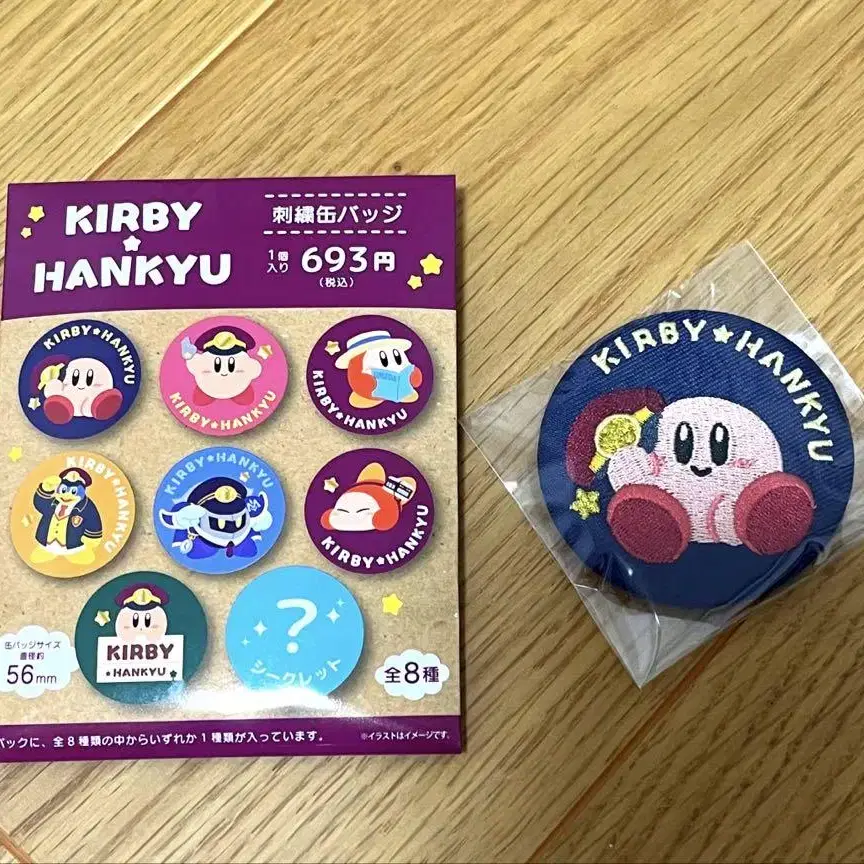 KIRBY
HANKYU
刺繍缶バッジ
1個
入り
693円
(税込)
KIRBY★HANKYU
KIRBY★HANKYU
KIRBY★HANKYU
KIRBY★HANKYU
KIRBY★HANKYU
KIRBY★HANKYU
KIRBY
★HANKYU
?
シークレット
缶バッジサイズ
直径約
56mm
全8種
パックに、全8種類の中からいずれか1種類が入っています。
※イラストはイメージです。
KIRBY★HANKYU